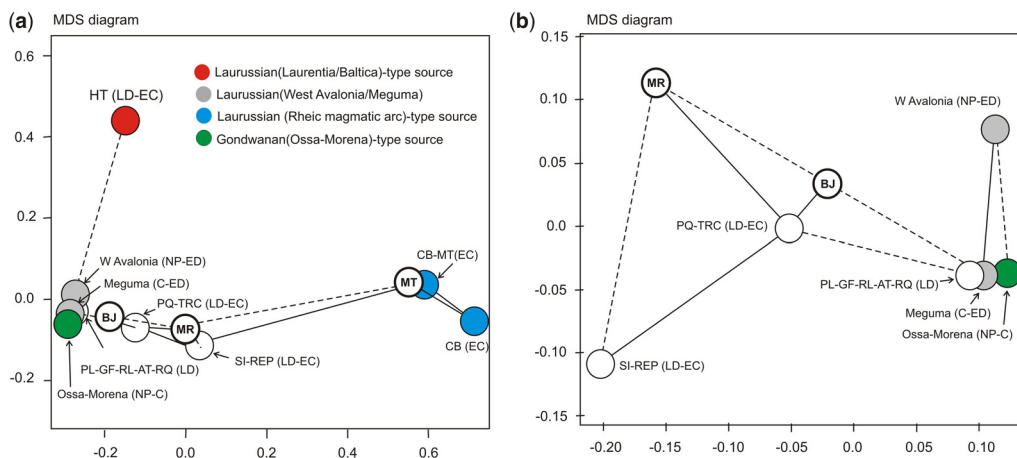 (a) MDS diagram
0.6
0.4
0.2
0.0
-0.2
-0.2
0.0
0.2
0.4
0.6
Laurussian(Laurentia/Baltica)-type source
Laurussian(West Avalonia/Meguma)
Laurussian (Rheic magmatic arc)-type source
Gondwanan(Ossa-Morena)-type source
HT (LD-EC)
W Avalonia (NP-ED)
Meguma (C-ED)
PQ-TRC (LD-EC)
BJ
MR
MT
CB-MT(EC)
CB (EC)
SI-REP (LD-EC)
PL-GF-RL-AT-RQ (LD)
Ossa-Morena (NP-C)
(b) MDS diagram
0.15
0.10
0.05
0.0
-0.05
-0.10
-0.15
-0.20
-0.15
-0.10
-0.05
0.0
0.05
0.10
MR
W Avalonia (NP-ED)
BJ
PQ-TRC (LD-EC)
PL-GF-RL-AT-RQ (LD)
Meguma (C-ED)
Ossa-Morena (NP-C)
SI-REP (LD-EC)